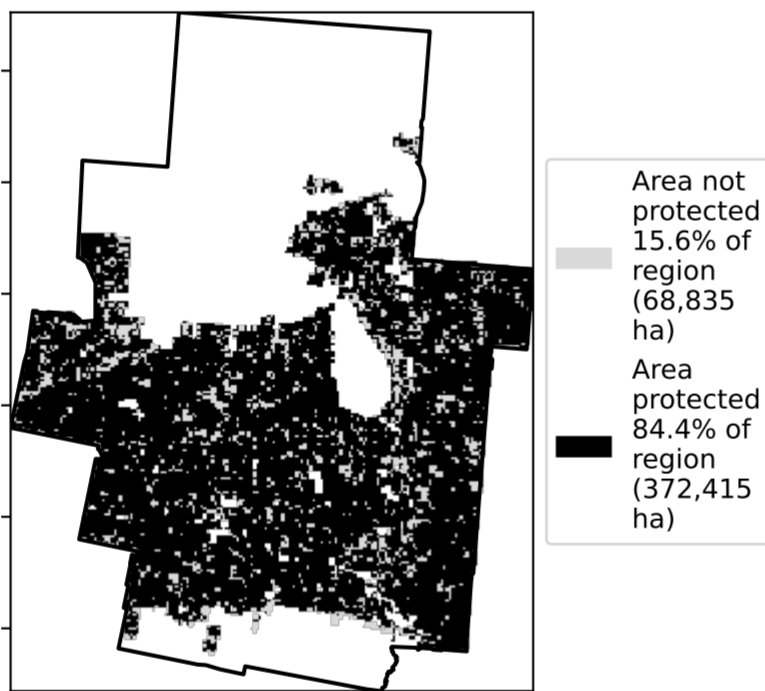 Area not
protected
15.6% of
region
(68,835
ha)
Area
protected
84.4% of
region
(372,415
ha)